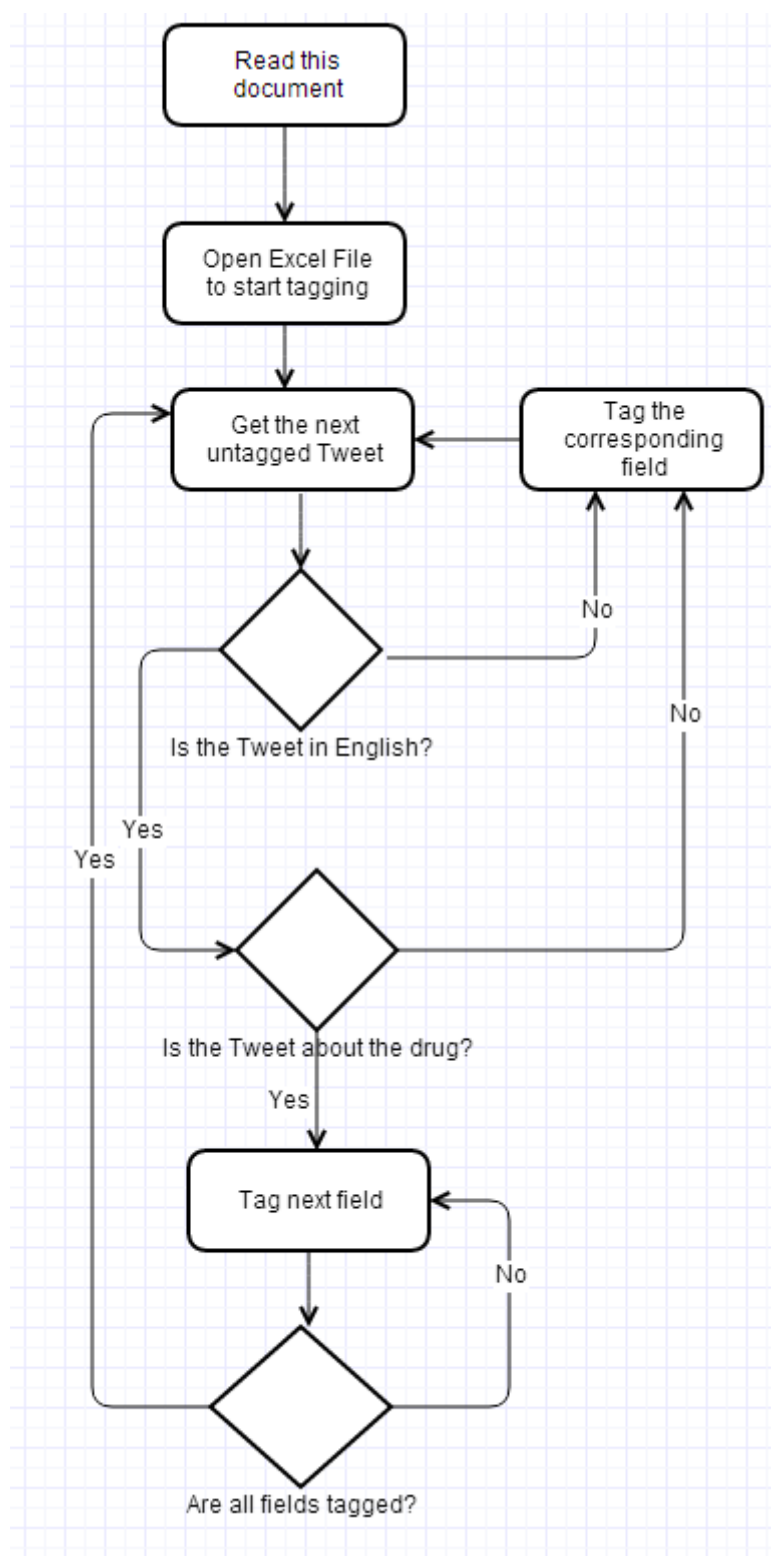 Read this
document
Open Excel File
to start tagging
Get the next
untagged Tweet
Tag the
corresponding
field
No
Is the Tweet in English?
No
Yes
Yes
Is the Tweet about the drug?
Yes
Tag next field
No
Are all fields tagged?